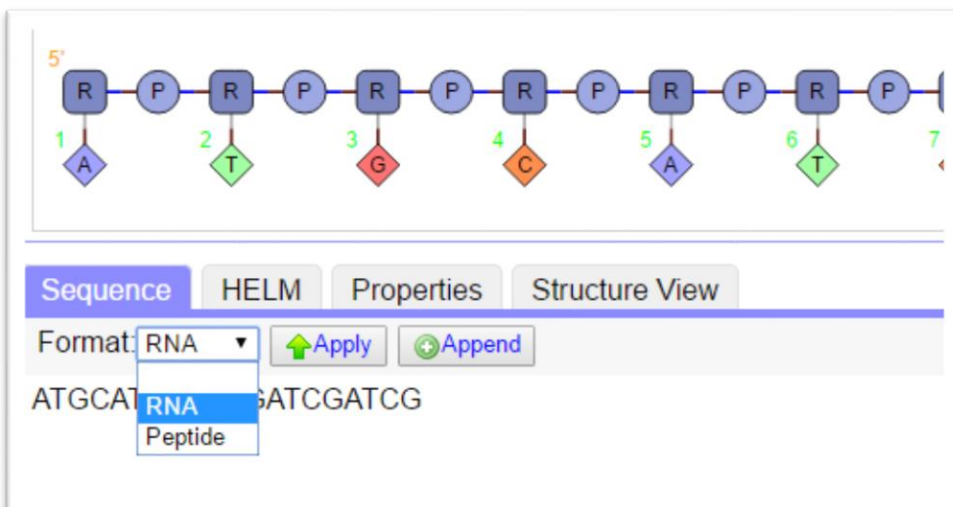 5'
R P R P R P R P R P R P
1 2 3 4 5 6 7
A T G C A T
Sequence HELM Properties Structure View
Format: RNA Apply Append
ATGCAT GATCGATCG
RNA
Peptide